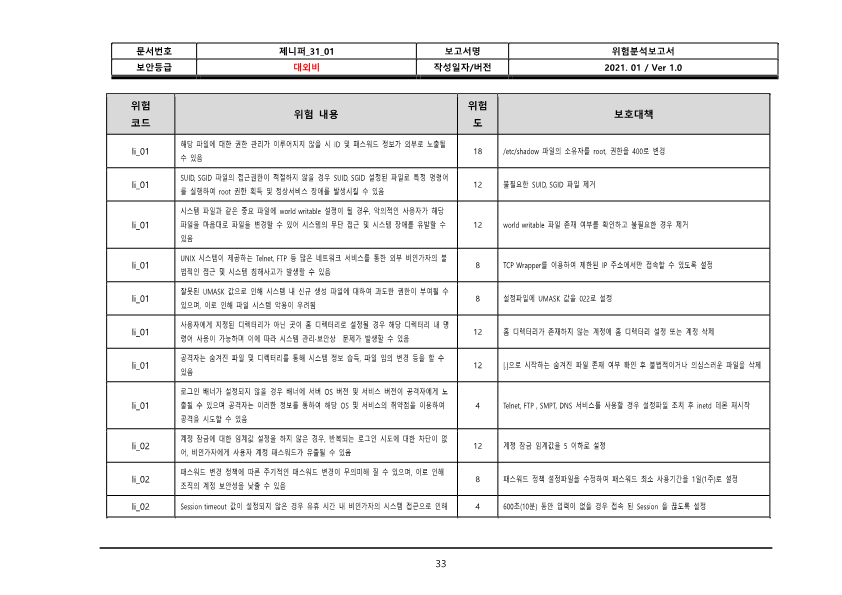 문서번호 제니퍼_31_01 보고서명 위험분석보고서
보안등급 대외비 작성일자/버전 2021. 01 / Ver 1.0
위험 코드 위험 내용 위험도 보호대책
li_01 해당 파일에 대한 권한 관리가 이루어지지 않을 시 ID 및 패스워드 정보가 외부로 노출될 18 /etc/shadow 파일의 소유자를 root, 권한을 400로 변경
수 있음
li_01 SUID, SGID 파일의 접근권한이 적절하지 않을 경우 SUID, SGID 설정된 파일로 특정 명령어 12 불필요한 SUID, SGID 파일 제거
를 실행하여 root 권한 획득 및 정상서비스 장애를 발생시킬 수 있음
시스템 파일과 같은 중요 파일에 world writable 설정이 될 경우, 악의적인 사용자가 해당
li_01 파일을 마음대로 파일을 변경할 수 있어 시스템의 무단 접근 및 시스템 장애를 유발할 수 12 world writable 파일 존재 여부를 확인하고 불필요한 경우 제거
있음
li_01 UNIX 시스템이 제공하는 Telnet, FTP 등 많은 네트워크 서비스를 통한 외부 비인가자의 불 8 TCP Wrapper를 이용하여 제한된 IP 주소에서만 접속할 수 있도록 설정
법적인 접근 및 시스템 침해사고가 발생할 수 있음
li_01 잘못된 UMASK 값으로 인해 시스템 내 신규 생성 파일에 대하여 과도한 권한이 부여될 수 8 설정파일에 UMASK 값을 022로 설정
있으며, 이로 인해 파일 시스템 악용이 우려됨
li_01 사용자에게 지정된 디렉터리가 아닌 곳이 홈 디렉터리로 설정될 경우 해당 디렉터리 내 명 12 홈 디렉터리가 존재하지 않는 계정에 홈 디렉터리 설정 또는 계정 삭제
령어 사용이 가능하며 이에 따라 시스템 관리·보안상 문제가 발생할 수 있음
li_01 공격자는 숨겨진 파일 및 디렉터리를 통해 시스템 정보 습득, 파일 임의 변경 등을 할 수 12 [.]으로 시작하는 숨겨진 파일 존재 여부 확인 후 불법적이거나 의심스러운 파일을 삭제
있음
로그인 배너가 설정되지 않을 경우 배너에 서버 OS 버전 및 서비스 버전이 공격자에게 노
li_01 출될 수 있으며 공격자는 이러한 정보를 통하여 해당 OS 및 서비스의 취약점을 이용하여 4 Telnet, FTP , SMPT, DNS 서비스를 사용할 경우 설정파일 조치 후 inetd 데몬 재시작
공격을 시도할 수 있음
li_02 계정 잠금에 대한 임계값 설정을 하지 않은 경우, 반복되는 로그인 시도에 대한 차단이 없 12 계정 잠금 임계값을 5 이하로 설정
어, 비인가자에게 사용자 계정 패스워드가 유출될 수 있음
li_02 패스워드 변경 정책에 따른 주기적인 패스워드 변경이 무의미해 질 수 있으며, 이로 인해 8 패스워드 정책 설정파일을 수정하여 패스워드 최소 사용기간을 1일(1주)로 설정
조직의 계정 보안성을 낮출 수 있음
li_02 Session timeout 값이 설정되지 않은 경우 유휴 시간 내 비인가자의 시스템 접근으로 인해 4 600초(10분) 동안 입력이 없을 경우 접속 된 Session 을 끊도록 설정
33